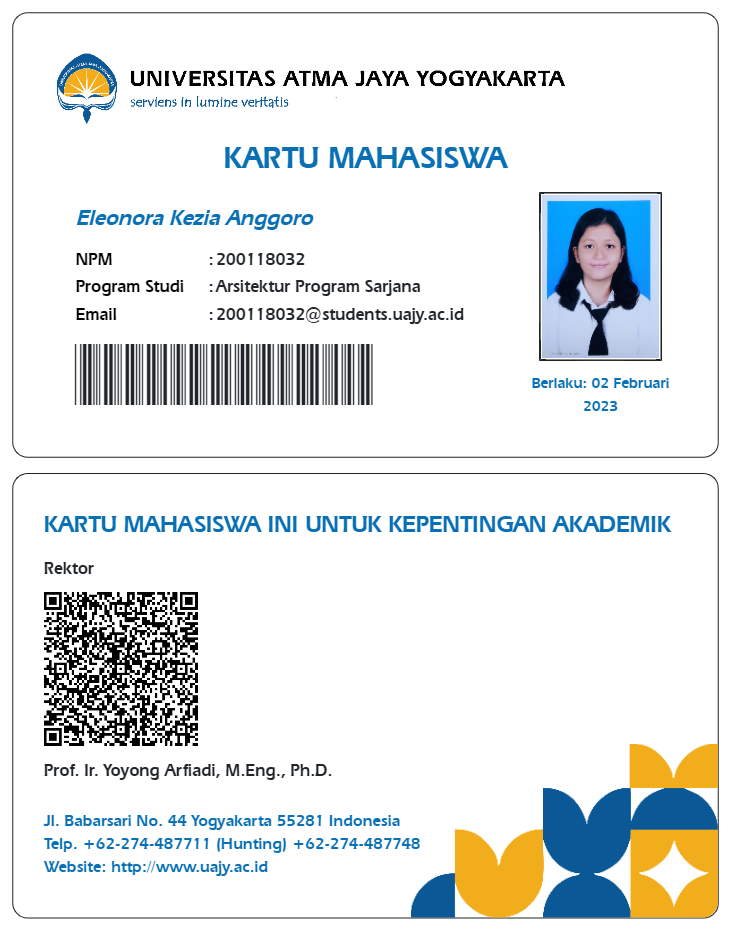 UNIVERSITAS ATMA JAYA YOGYAKARTA
serviens in lumine veritatis
KARTU MAHASISWA
Eleonora Kezia Anggoro
NPM : 200118032
Program Studi : Arsitektur Program Sarjana
Email : 200118032@students.uajy.ac.id
Berlaku: 02 Februari
2023
KARTU MAHASISWA INI UNTUK KEPENTINGAN AKADEMIK
Rektor
Prof. Ir. Yoyong Arfiadi, M.Eng., Ph.D.
Jl. Babarsari No. 44 Yogyakarta 55281 Indonesia
Telp. +62-274-487711 (Hunting) +62-274-487748
Website: http://www.uajy.ac.id